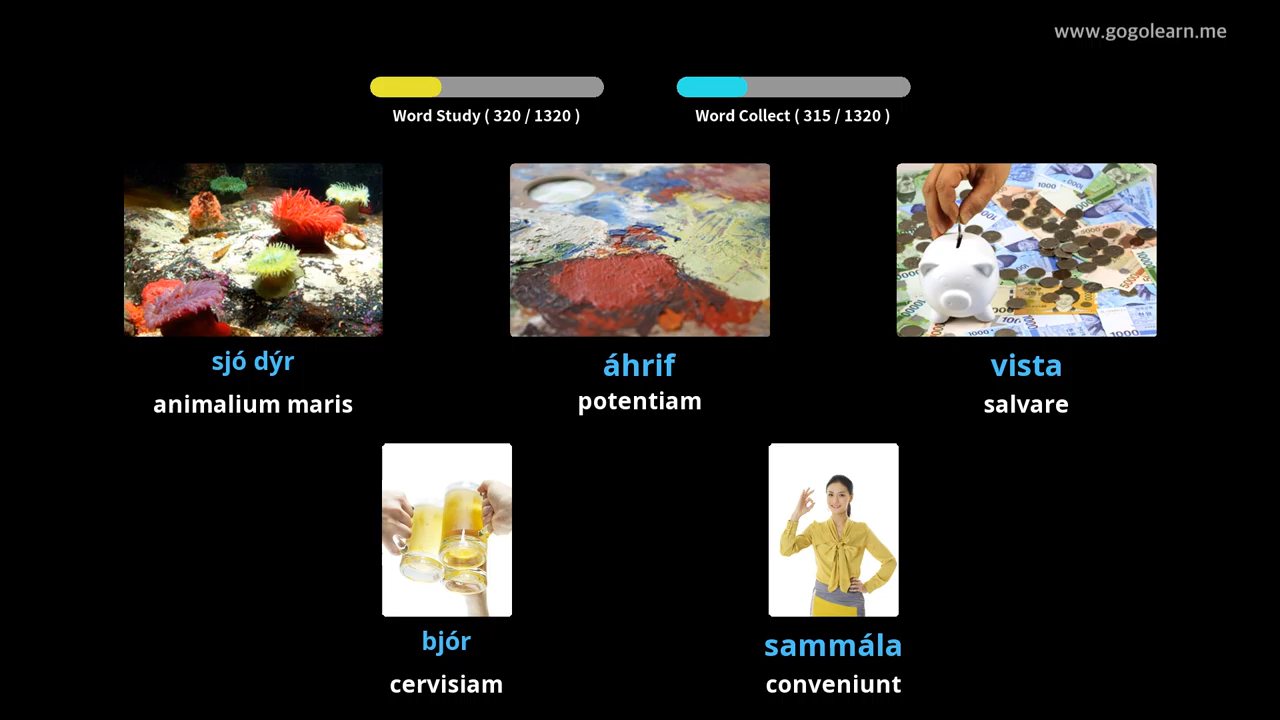 www.gogolearn.me
Word Study ( 320 / 1320 )
Word Collect ( 315 / 1320 )
sjó dýr
animalium maris
áhrif
potentiam
vista
salvare
bjór
cervisiam
sammála
conveniunt